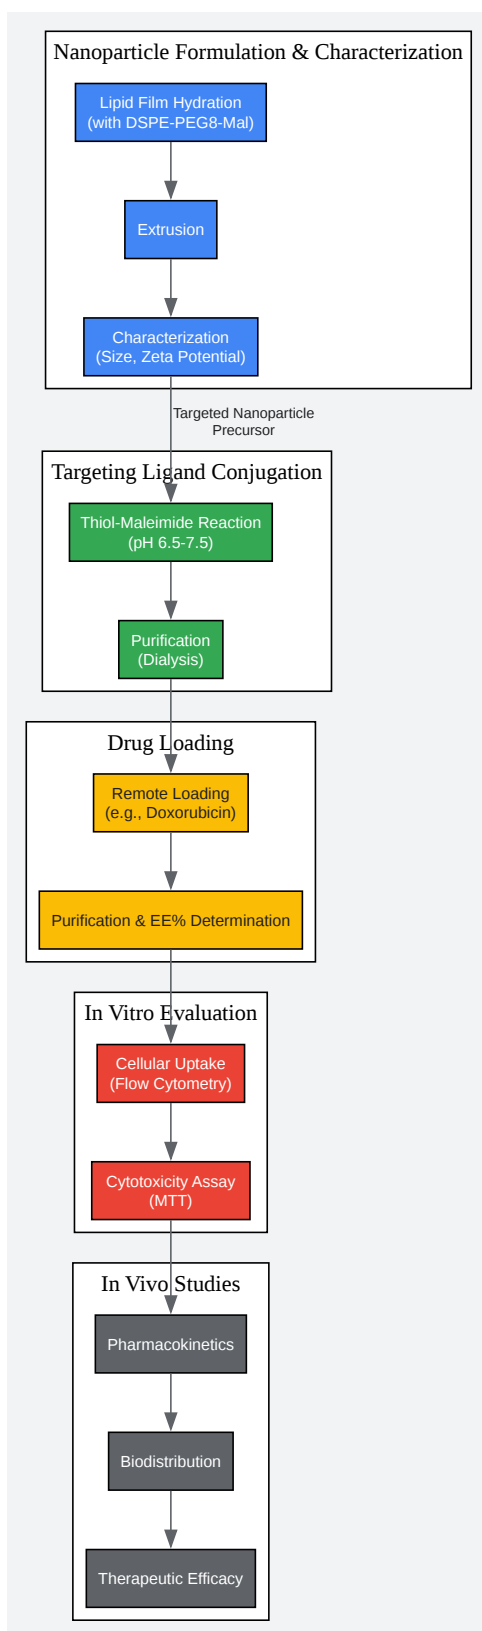 Nanoparticle Formulation & Characterization
Lipid Film Hydration
(with DSPE-PEG8-Mal)
Extrusion
Characterization
(Size, Zeta Potential)
Targeted Nanoparticle
Precursor
Targeting Ligand Conjugation
Thiol-Maleimide Reaction
(pH 6.5-7.5)
Purification
(Dialysis)
Drug Loading
Remote Loading
(e.g., Doxorubicin)
Purification & EE% Determination
In Vitro Evaluation
Cellular Uptake
(Flow Cytometry)
Cytotoxicity Assay
(MTT)
In Vivo Studies
Pharmacokinetics
Biodistribution
Therapeutic Efficacy